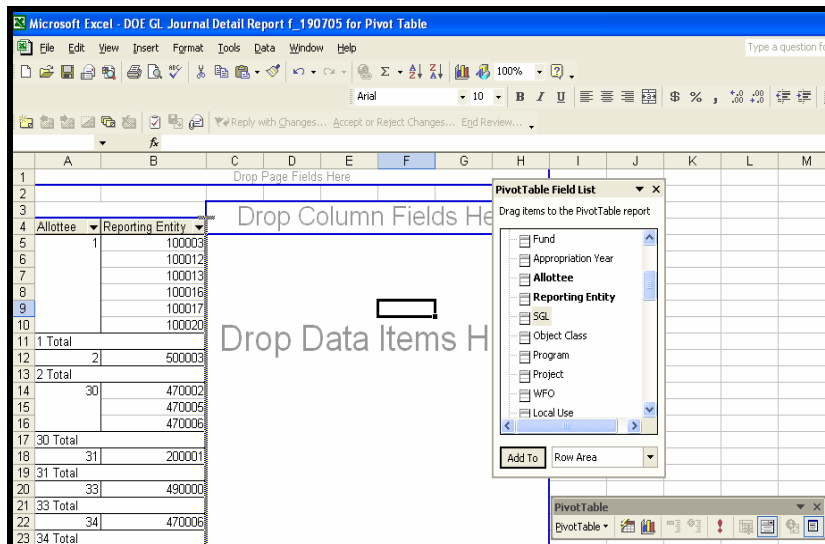 Microsoft Excel - DOE GL Journal Detail Report f_190705 for Pivot Table
File Edit View Insert Format Tools Data Window Help
Type a question fo
100%
Arial 10 B I U $ % ,
Reply with Changes... Accept or Reject Changes... End Review...
fx
A B C D E F G H I J K L M
1 Drop Page Fields Here
2
3 Drop Column Fields He
4 Allottee Reporting Entity
5 1 100003
6 100012
7 100013
8 100016
9 100017
10 100020
11 1 Total
Drop Data Items H
12 2 500003
13 2 Total
14 30 470002
15 470005
16 470006
17 30 Total
18 31 200001
19 31 Total
20 33 490000
21 33 Total
22 34 470006
23 34 Total
PivotTable Field List
Drag items to the PivotTable report
Fund
Appropriation Year
Allottee
Reporting Entity
SGL
Object Class
Program
Project
WFO
Local Use
Add To Row Area
PivotTable
PivotTable